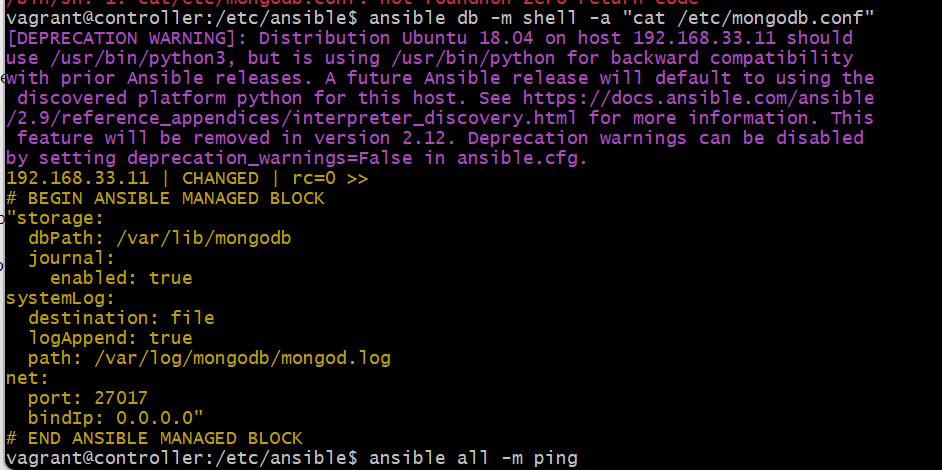 /bin/sh: 1: cat/etc/mongodb.conf: not foundnon-zero return code
vagrant@controller:/etc/ansible$ ansible db -m shell -a "cat /etc/mongodb.conf"
[DEPRECATION WARNING]: Distribution Ubuntu 18.04 on host 192.168.33.11 should
use /usr/bin/python3, but is using /usr/bin/python for backward compatibility
with prior Ansible releases. A future Ansible release will default to using the
 discovered platform python for this host. See https://docs.ansible.com/ansible
/2.9/reference_appendices/interpreter_discovery.html for more information. This
 feature will be removed in version 2.12. Deprecation warnings can be disabled
by setting deprecation_warnings=False in ansible.cfg.
192.168.33.11 | CHANGED | rc=0 >>
# BEGIN ANSIBLE MANAGED BLOCK
"storage:
  dbPath: /var/lib/mongodb
  journal:
    enabled: true
systemLog:
  destination: file
  logAppend: true
  path: /var/log/mongodb/mongod.log
net:
  port: 27017
  bindIp: 0.0.0.0"
# END ANSIBLE MANAGED BLOCK
vagrant@controller:/etc/ansible$ ansible all -m ping